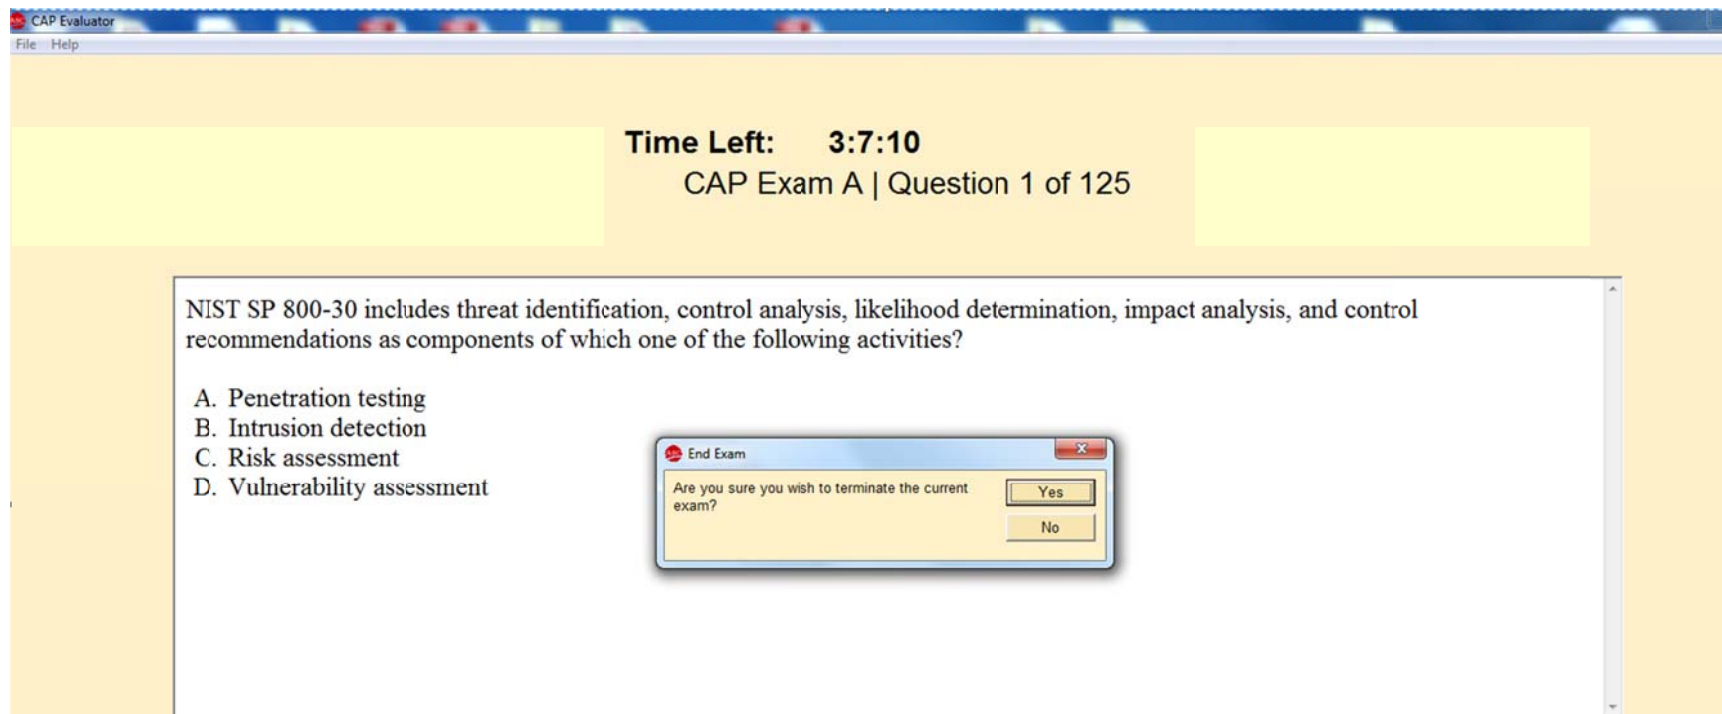 CAP Evaluator
File Help
Time Left: 3:7:10
CAP Exam A | Question 1 of 125
NIST SP 800-30 includes threat identification, control analysis, likelihood determination, impact analysis, and control
recommendations as components of which one of the following activities?
A. Penetration testing
B. Intrusion detection
C. Risk assessment
D. Vulnerability assessment
End Exam
Are you sure you wish to terminate the current
exam?
Yes
No